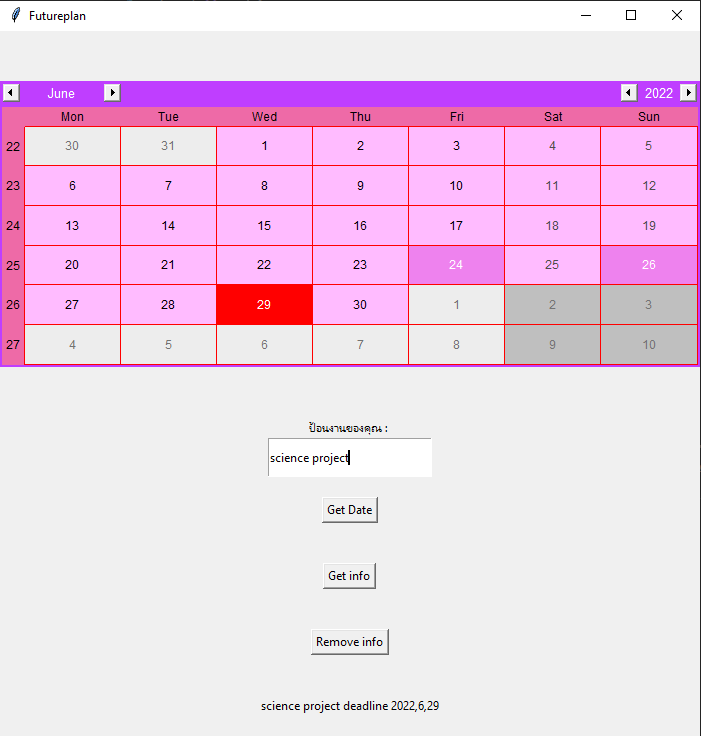 Futureplan
June 2022
Mon Tue Wed Thu Fri Sat Sun
22 30 31 1 2 3 4 5
23 6 7 8 9 10 11 12
24 13 14 15 16 17 18 19
25 20 21 22 23 24 25 26
26 27 28 29 30 1 2 3
27 4 5 6 7 8 9 10
ป้อนงานของคุณ :
science project
Get Date
Get info
Remove info
science project deadline 2022,6,29